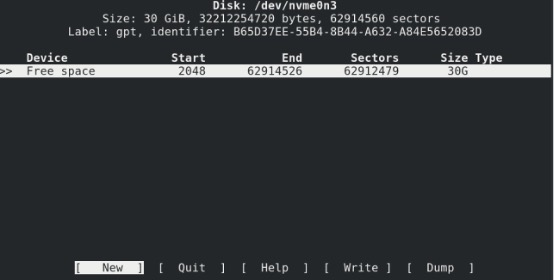 Disk: /dev/nvme0n3
Size: 30 GiB, 32212254720 bytes, 62914560 sectors
Label: gpt, identifier: B65D37EE-55B4-8B44-A632-A84E5652083D
Device Start End Sectors Size Type
>> Free space 2048 62914526 62912479 30G
[ New ] [ Quit ] [ Help ] [ Write ] [ Dump ]